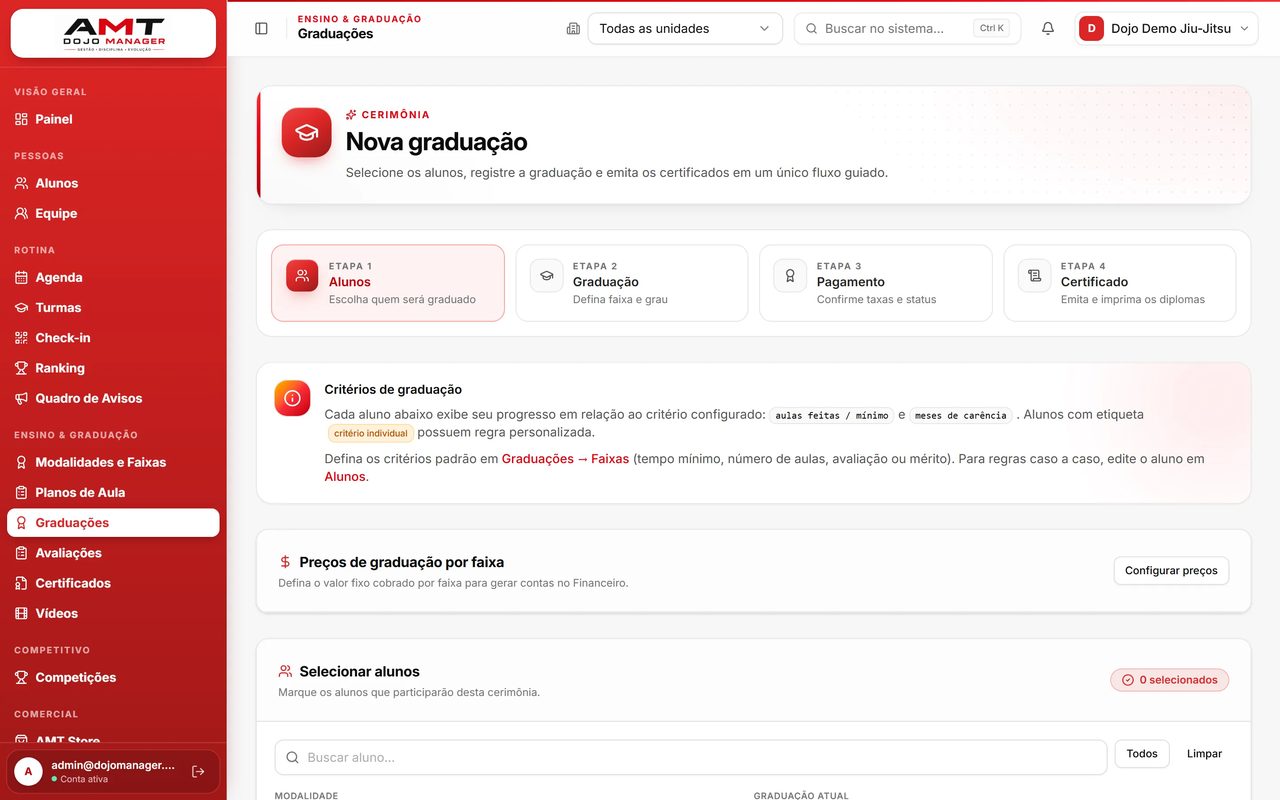 AMT
DOJO MANAGER
GESTÃO • DISCIPLINA • EVOLUÇÃO
VISÃO GERAL
Painel
PESSOAS
Alunos
Equipe
ROTINA
Agenda
Turmas
Check-in
Ranking
Quadro de Avisos
ENSINO & GRADUAÇÃO
Modalidades e Faixas
Planos de Aula
Graduações
Avaliações
Certificados
Vídeos
COMPETITIVO
Competições
COMERCIAL
AMT Store
A
admin@dojomanager....
Conta ativa
ENSINO & GRADUAÇÃO
Graduações
Todas as unidades
Buscar no sistema...
Ctrl K
D
Dojo Demo Jiu-Jitsu
CERIMÔNIA
Nova graduação
Selecione os alunos, registre a graduação e emita os certificados em um único fluxo guiado.
ETAPA 1
Alunos
Escolha quem será graduado
ETAPA 2
Graduação
Defina faixa e grau
ETAPA 3
Pagamento
Confirme taxas e status
ETAPA 4
Certificado
Emita e imprima os diplomas
Critérios de graduação
Cada aluno abaixo exibe seu progresso em relação ao critério configurado: aulas feitas / mínimo e meses de carência . Alunos com etiqueta
critério individual possuem regra personalizada.
Defina os critérios padrão em Graduações → Faixas (tempo mínimo, número de aulas, avaliação ou mérito). Para regras caso a caso, edite o aluno em
Alunos.
Preços de graduação por faixa
Defina o valor fixo cobrado por faixa para gerar contas no Financeiro.
Configurar preços
Selecionar alunos
Marque os alunos que participarão desta cerimônia.
0 selecionados
Buscar aluno...
Todos
Limpar
MODALIDADE
GRADUAÇÃO ATUAL